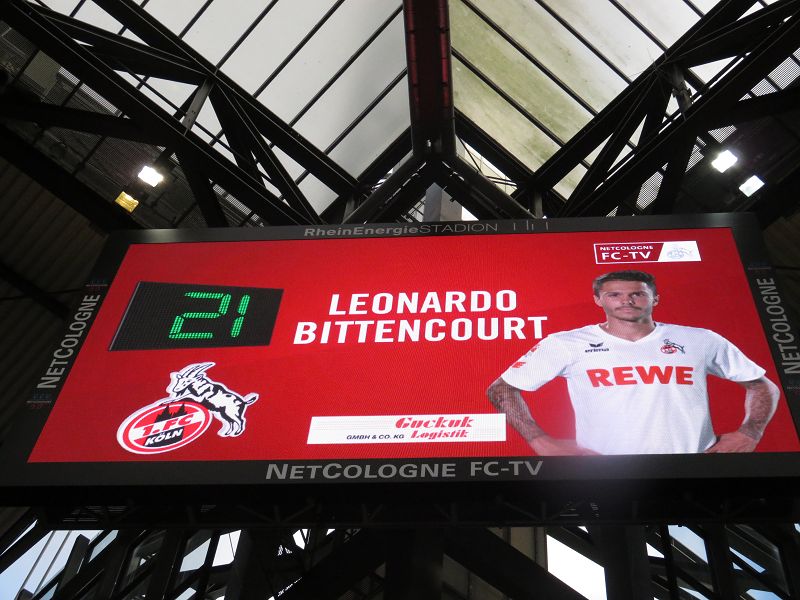 RheinEnergieSTADION
NETCOLOGNE
FC-TV
21
LEONARDO
BITTENCOURT
erima
REWE
1. FC
KÖLN
Guckuk
GMBH & CO. KG Logistik
NETCOLOGNE
NETCOLOGNE
NETCOLOGNE FC-TV